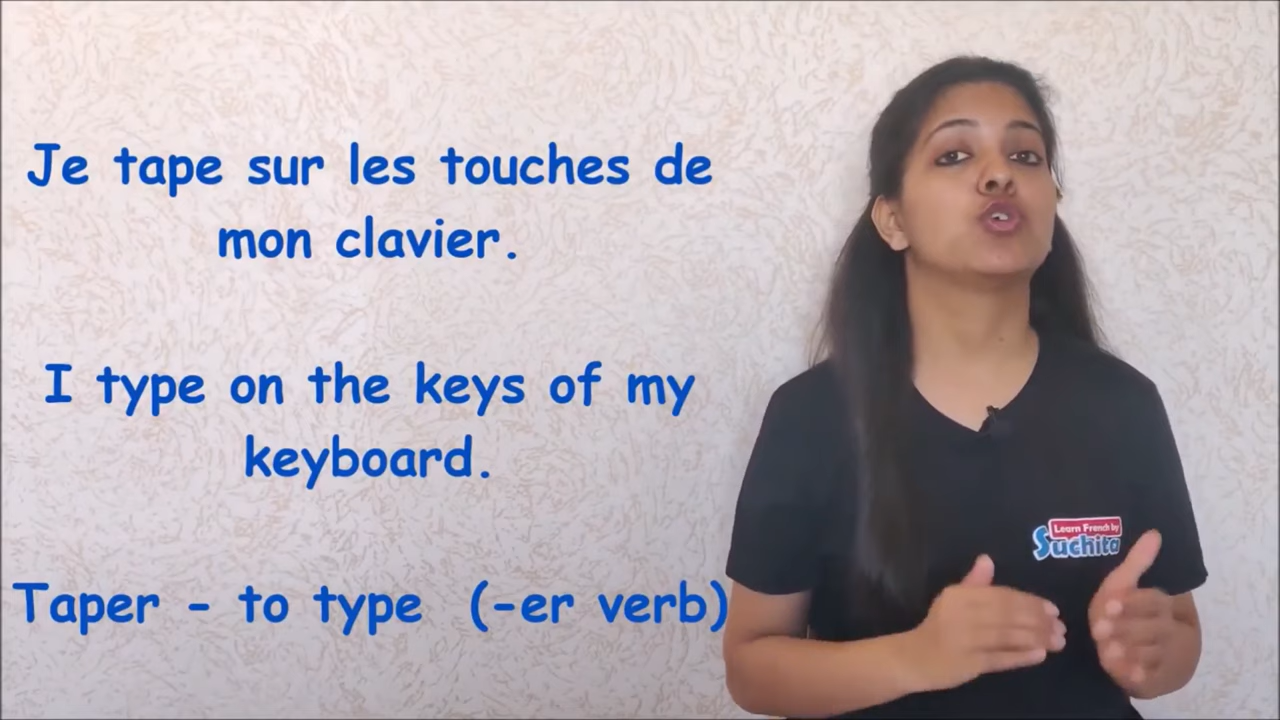 Je tape sur les touches de
mon clavier.
I type on the keys of my
keyboard.
Taper - to type (-er verb)
Learn French by
Suchita